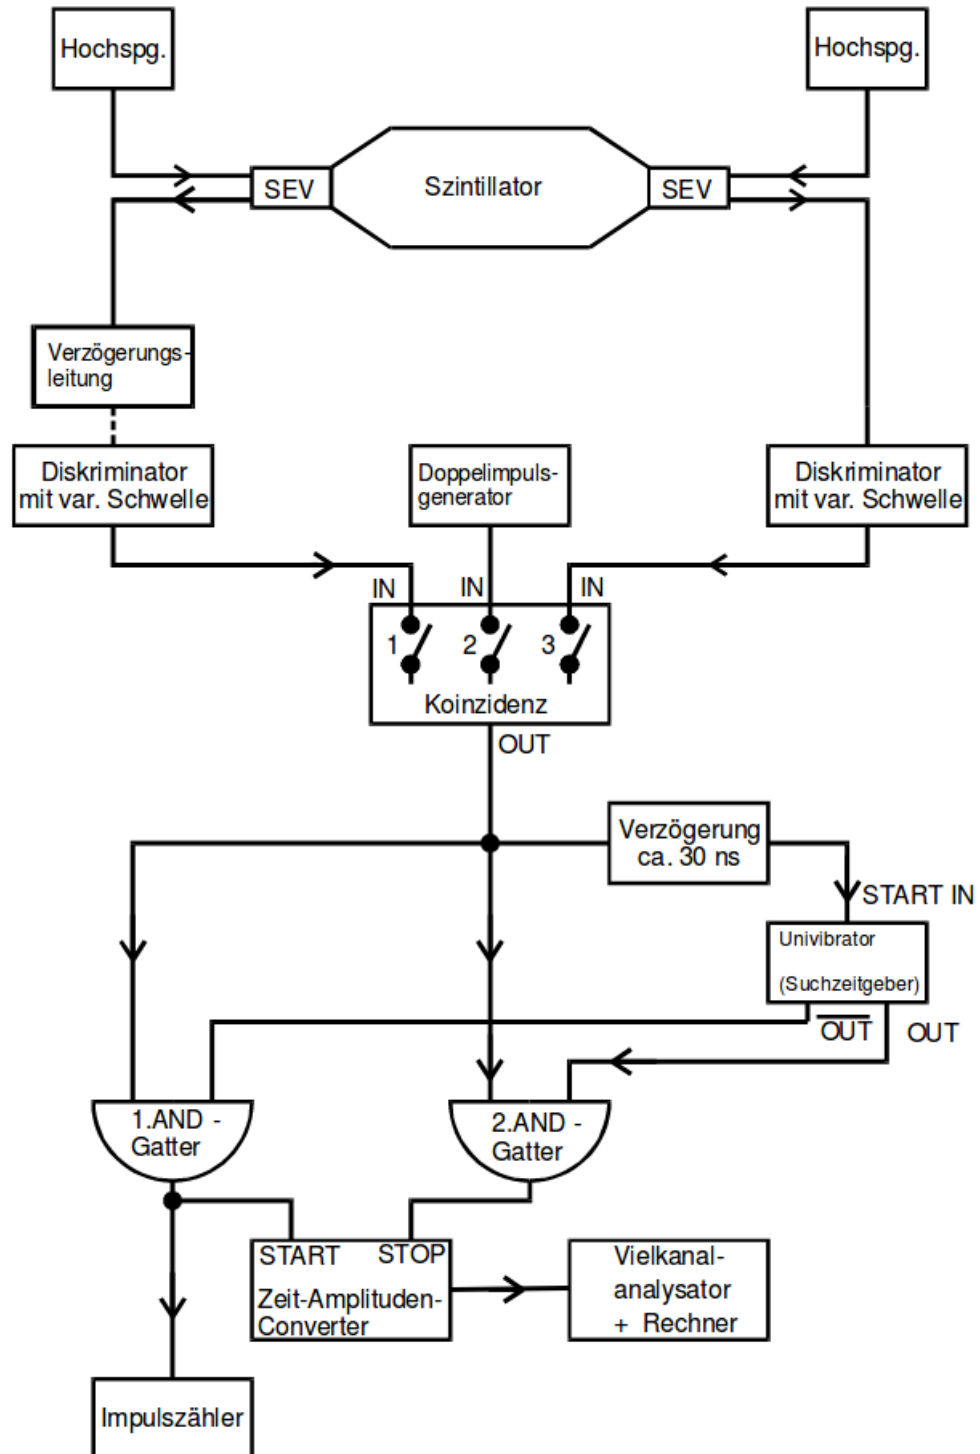 Hochspg.
Hochspg.
SEV
Szintillator
SEV
Verzögerungs-
leitung
Diskriminator
mit var. Schwelle
Doppelimpuls-
generator
Diskriminator
mit var. Schwelle
IN
IN
IN
1
2
3
Koinzidenz
OUT
Verzögerung
ca. 30 ns
START IN
Univibrator
(Suchzeitgeber)
OUT
OUT
1.AND -
Gatter
2.AND -
Gatter
START
STOP
Zeit-Amplituden-
Converter
Vielkanal-
analysator
+ Rechner
Impulszähler